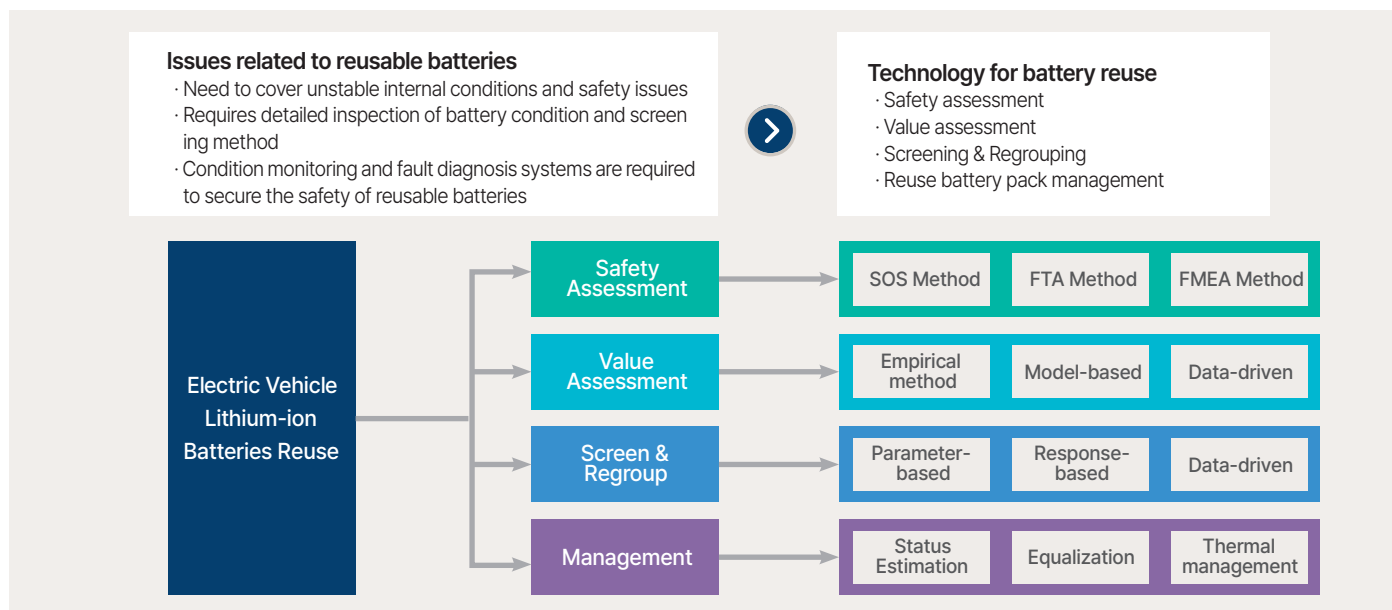 Issues related to reusable batteries
· Need to cover unstable internal conditions and safety issues
· Requires detailed inspection of battery condition and screen
ing method
· Condition monitoring and fault diagnosis systems are required
to secure the safety of reusable batteries
Technology for battery reuse
· Safety assessment
· Value assessment
· Screening & Regrouping
· Reuse battery pack management
Electric Vehicle
Lithium-ion
Batteries Reuse
Safety
Assessment
SOS Method
FTA Method
FMEA Method
Value
Assessment
Empirical
method
Model-based
Data-driven
Screen &
Regroup
Parameter-
based
Response-
based
Data-driven
Management
Status
Estimation
Equalization
Thermal
management